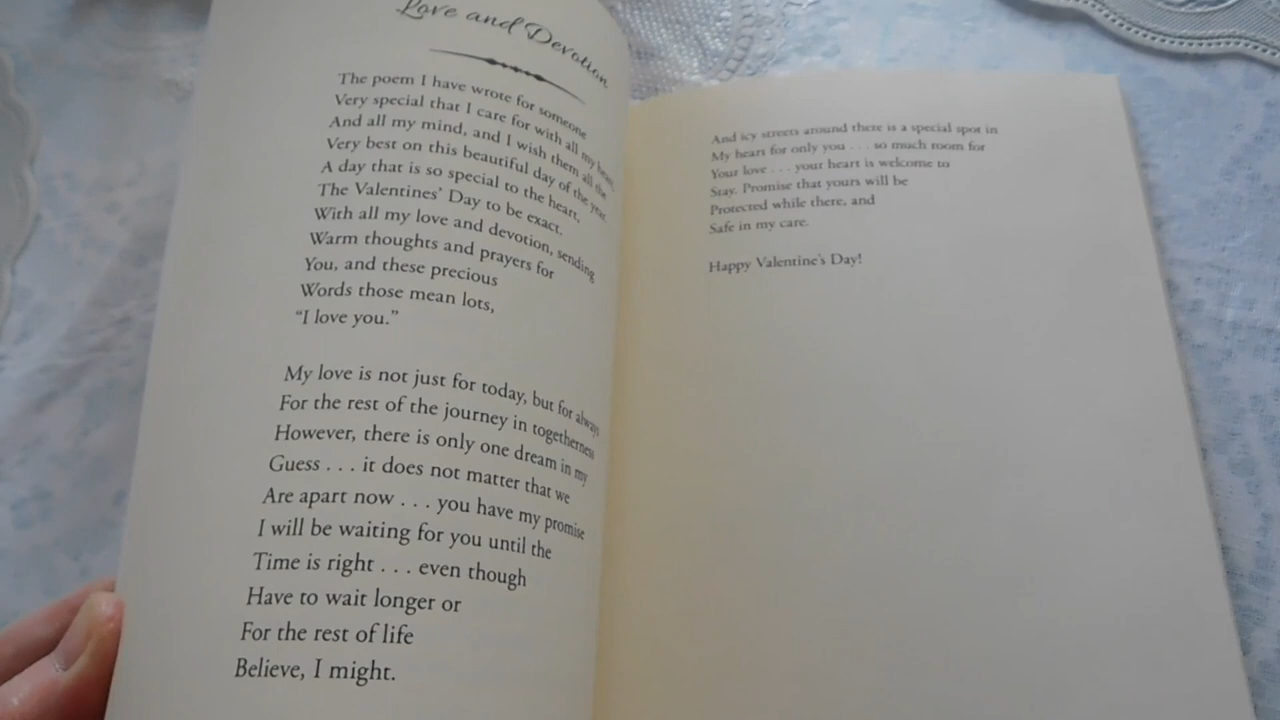 Love and Devotion
The poem I have wrote for someone
Very special that I care for with all my heart,
And all my mind, and I wish them all the
Very best on this beautiful day of the year.
A day that is so special to the heart,
The Valentines' Day to be exact.
With all my love and devotion, sending
Warm thoughts and prayers for
You, and these precious
Words those mean lots,
“I love you.”
My love is not just for today, but for always
For the rest of the journey in togetherness
However, there is only one dream in my
Guess . . . it does not matter that we
Are apart now . . . you have my promise
I will be waiting for you until the
Time is right . . . even though
Have to wait longer or
For the rest of life
Believe, I might.
And icy streets around there is a special spot in
My heart for only you . . . so much room for
Your love . . . your heart is welcome to
Stay. Promise that yours will be
Protected while there, and
Safe in my care.
Happy Valentine's Day!